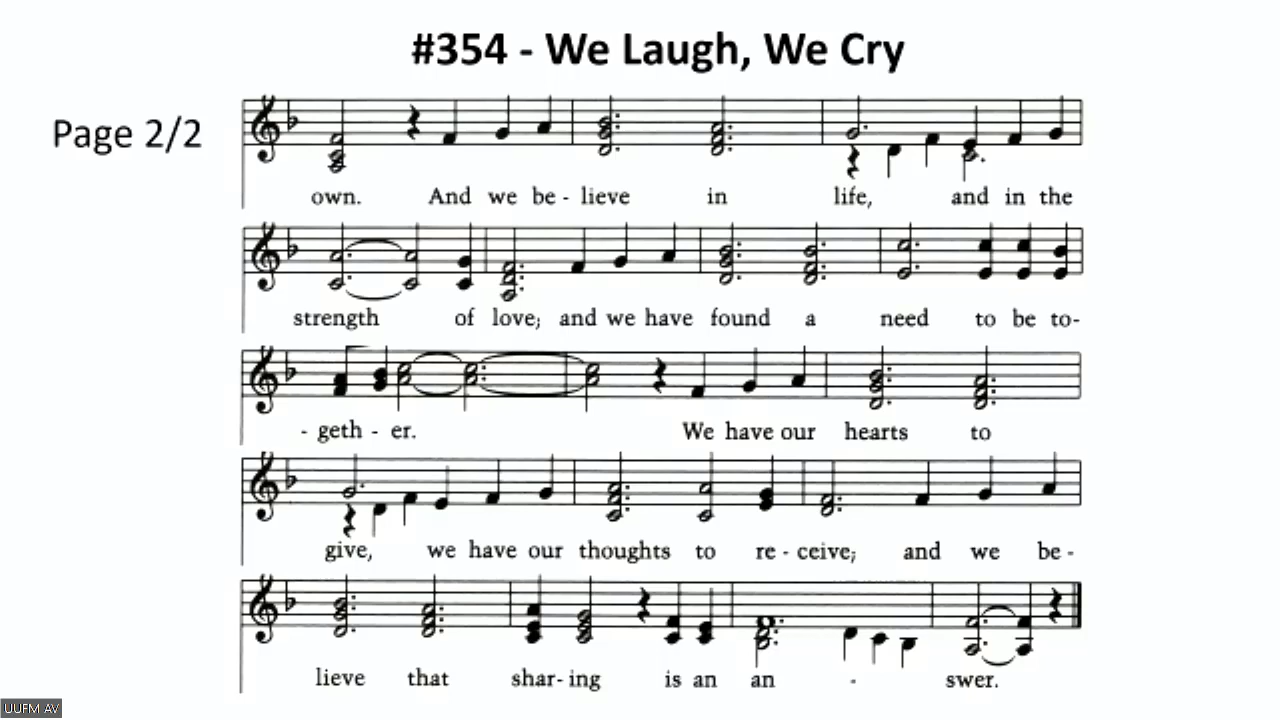 #354 - We Laugh, We Cry
Page 2/2
own. And we be - lieve in life, and in the
strength of love; and we have found a need to be to-
- geth - er. We have our hearts to
give, we have our thoughts to re - ceive; and we be -
lieve that shar- ing is an an - swer.
UUFM AV